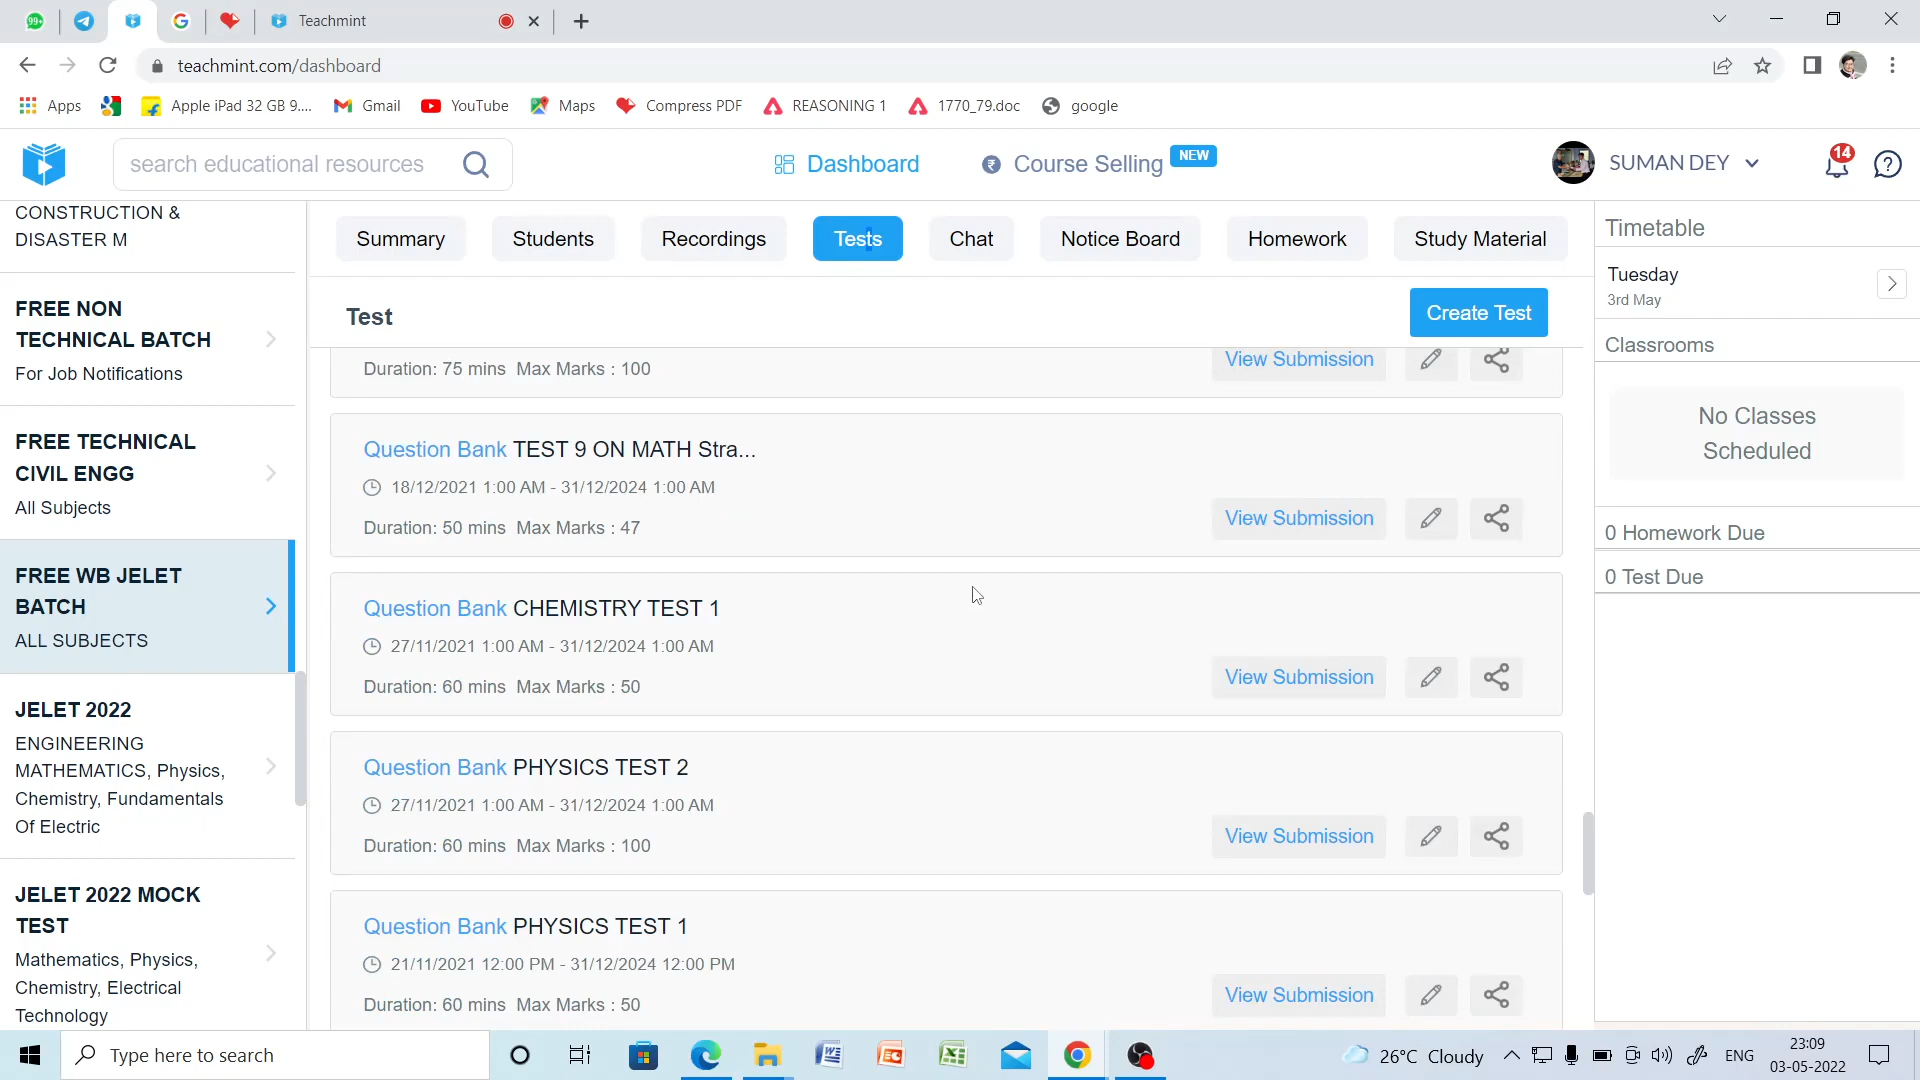 99+
Teachmint
teachmint.com/dashboard
Apps
Apple iPad 32 GB 9....
Gmail
YouTube
Maps
Compress PDF
REASONING 1
1770_79.doc
google
search educational resources
Dashboard
Course Selling
NEW
SUMAN DEY
14
CONSTRUCTION &
DISASTER M
FREE NON
TECHNICAL BATCH
For Job Notifications
FREE TECHNICAL
CIVIL ENGG
All Subjects
FREE WB JELET
BATCH
ALL SUBJECTS
JELET 2022
ENGINEERING
MATHEMATICS, Physics,
Chemistry, Fundamentals
Of Electric
JELET 2022 MOCK
TEST
Mathematics, Physics,
Chemistry, Electrical
Technology
Summary
Students
Recordings
Tests
Chat
Notice Board
Homework
Study Material
Test
Create Test
Duration: 75 mins Max Marks : 100
View Submission
Question Bank TEST 9 ON MATH Stra...
18/12/2021 1:00 AM - 31/12/2024 1:00 AM
Duration: 50 mins Max Marks : 47
View Submission
Question Bank CHEMISTRY TEST 1
27/11/2021 1:00 AM - 31/12/2024 1:00 AM
Duration: 60 mins Max Marks : 50
View Submission
Question Bank PHYSICS TEST 2
27/11/2021 1:00 AM - 31/12/2024 1:00 AM
Duration: 60 mins Max Marks : 100
View Submission
Question Bank PHYSICS TEST 1
21/11/2021 12:00 PM - 31/12/2024 12:00 PM
Duration: 60 mins Max Marks : 50
View Submission
Timetable
Tuesday
3rd May
Classrooms
No Classes
Scheduled
0 Homework Due
0 Test Due
Type here to search
26°C Cloudy
ENG
23:09
03-05-2022